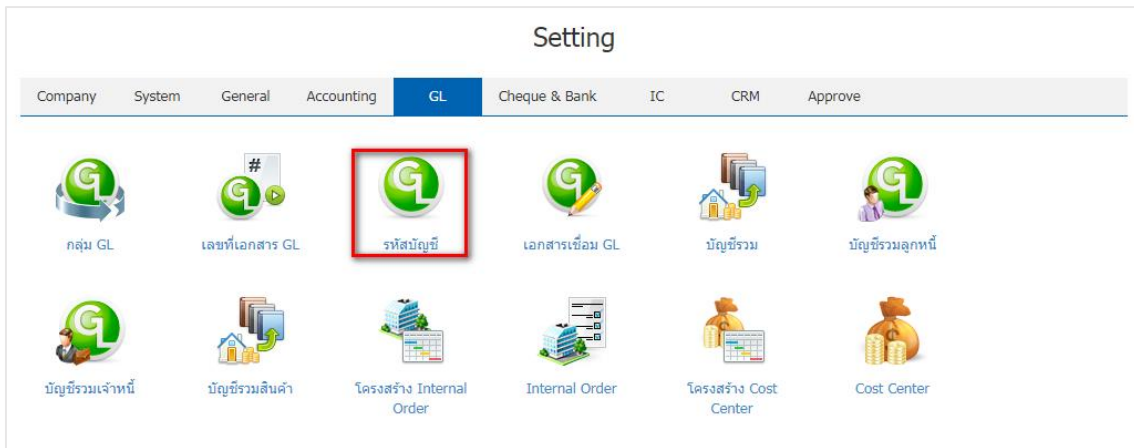 Setting
Company System General Accounting GL Cheque & Bank IC CRM Approve
กลุ่ม GL เลขที่เอกสาร GL รหัสบัญชี เอกสารเชื่อม GL บัญชีรวม บัญชีรวมลูกหนี้
บัญชีรวมเจ้าหนี้ บัญชีรวมสินค้า โครงสร้าง Internal Internal Order โครงสร้าง Cost Cost Center
Order Center